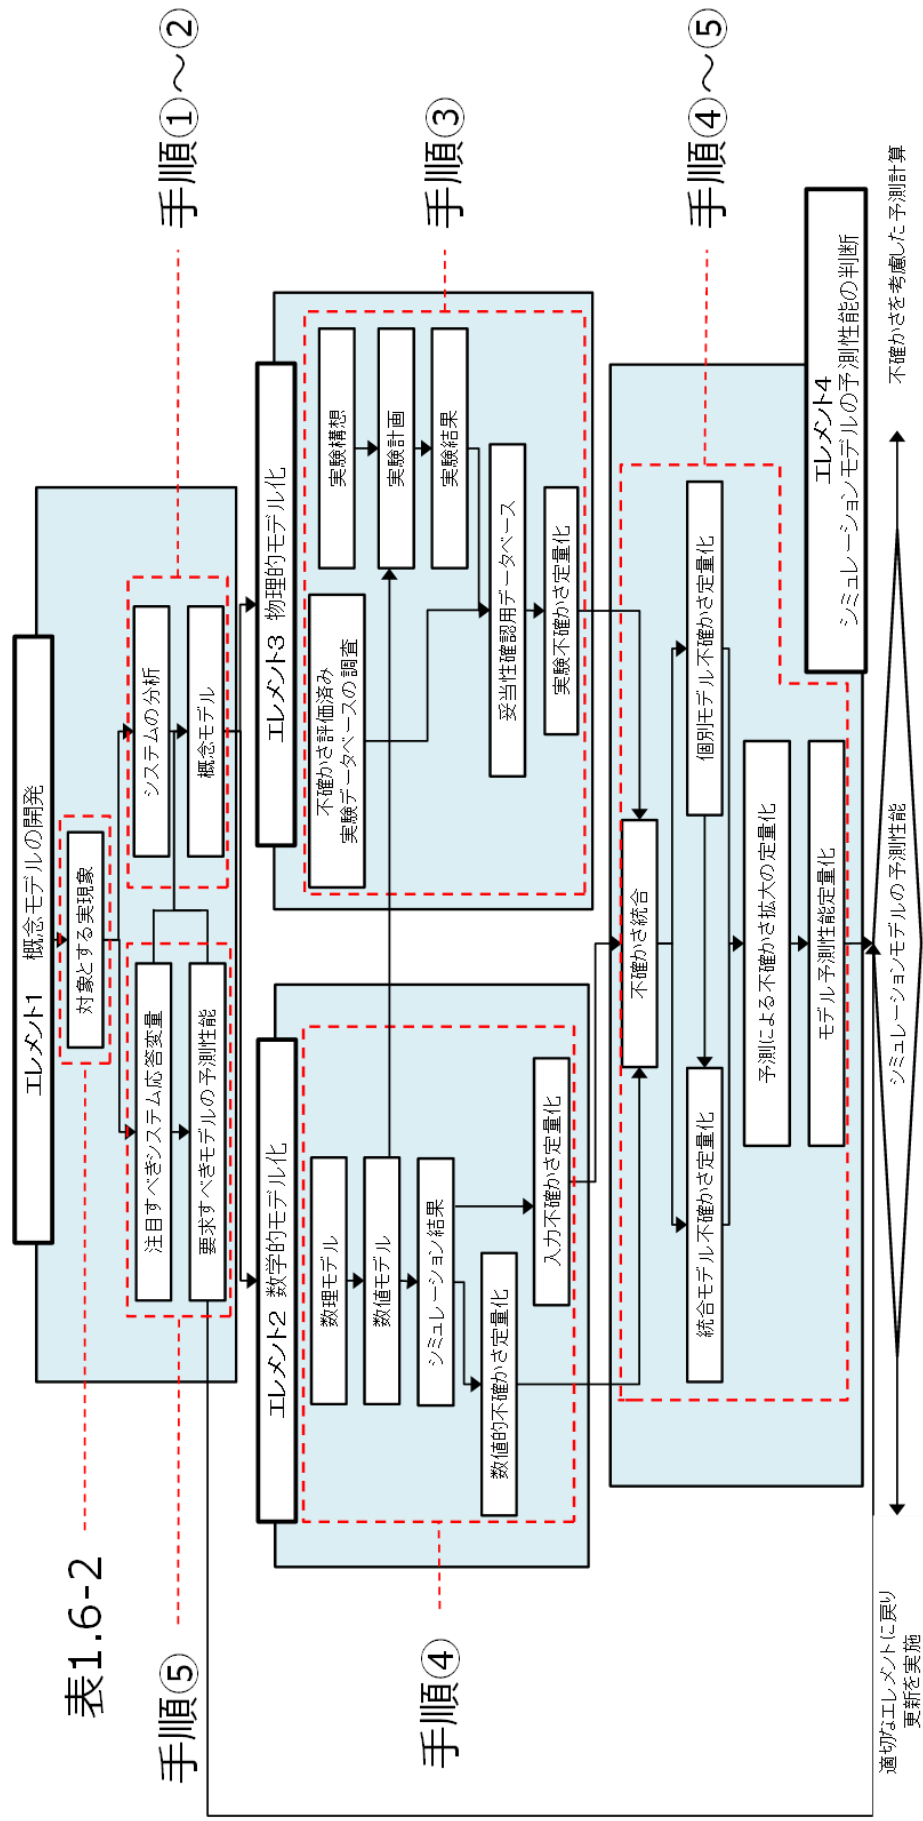 表1.6-2
手順⑤
手順①～②
エレメント1　概念モデルの開発
対象とする実現象
注目すべきシステム応答変量
要求すべきモデルの予測性能
システムの分析
概念モデル
手順④
エレメント2 数学的モデル化
数理モデル
数値モデル
シミュレーション結果
数値的不確かさ定量化
入力不確かさ定量化
手順③
エレメント3 物理的モデル化
不確かさ評価済み
実験データベースの調査
実験構想
実験計画
実験結果
妥当性確認用データベース
実験不確かさ定量化
手順④～⑤
不確かさ統合
統合モデル不確かさ定量化
個別モデル不確かさ定量化
予測による不確かさ拡大の定量化
モデル予測性能定量化
エレメント4
シミュレーションモデルの予測性能の判断
シミュレーションモデルの予測性能
適切なエレメントに戻り
更新を実施
不確かさを考慮した予測計算